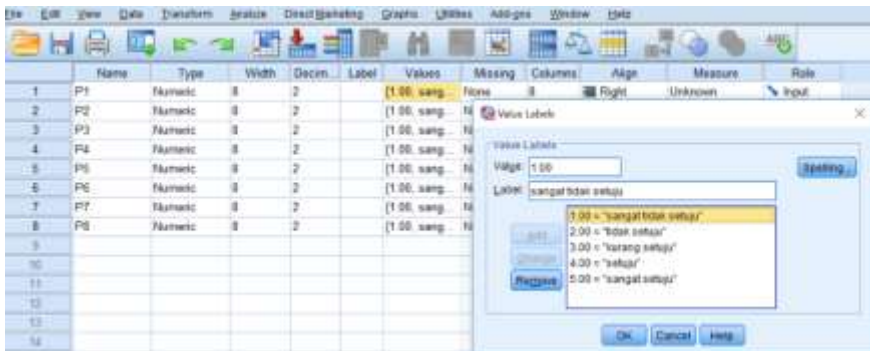 File Edit View Data Transform Analyze Direct Marketing Graphs Utilities Add-ons Window Help
Name Type Width Decim... Label Values Missing Columns Align Measure Role
1 P1 Numeric 8 2 {1.00, sang... None 8 Right Unknown Input
2 P2 Numeric 8 2 {1.00, sang...
3 P3 Numeric 8 2 {1.00, sang...
4 P4 Numeric 8 2 {1.00, sang...
5 P5 Numeric 8 2 {1.00, sang...
6 P6 Numeric 8 2 {1.00, sang...
7 P7 Numeric 8 2 {1.00, sang...
8 P8 Numeric 8 2 {1.00, sang...
9
10
11
12
13
14
Value Labels
Value Labels
Value: 1.00
Spelling...
Label: sangat tidak setuju
1.00 = "sangat tidak setuju"
2.00 = "tidak setuju"
3.00 = "kurang setuju"
4.00 = "setuju"
5.00 = "sangat setuju"
Add
Change
Remove
OK Cancel Help